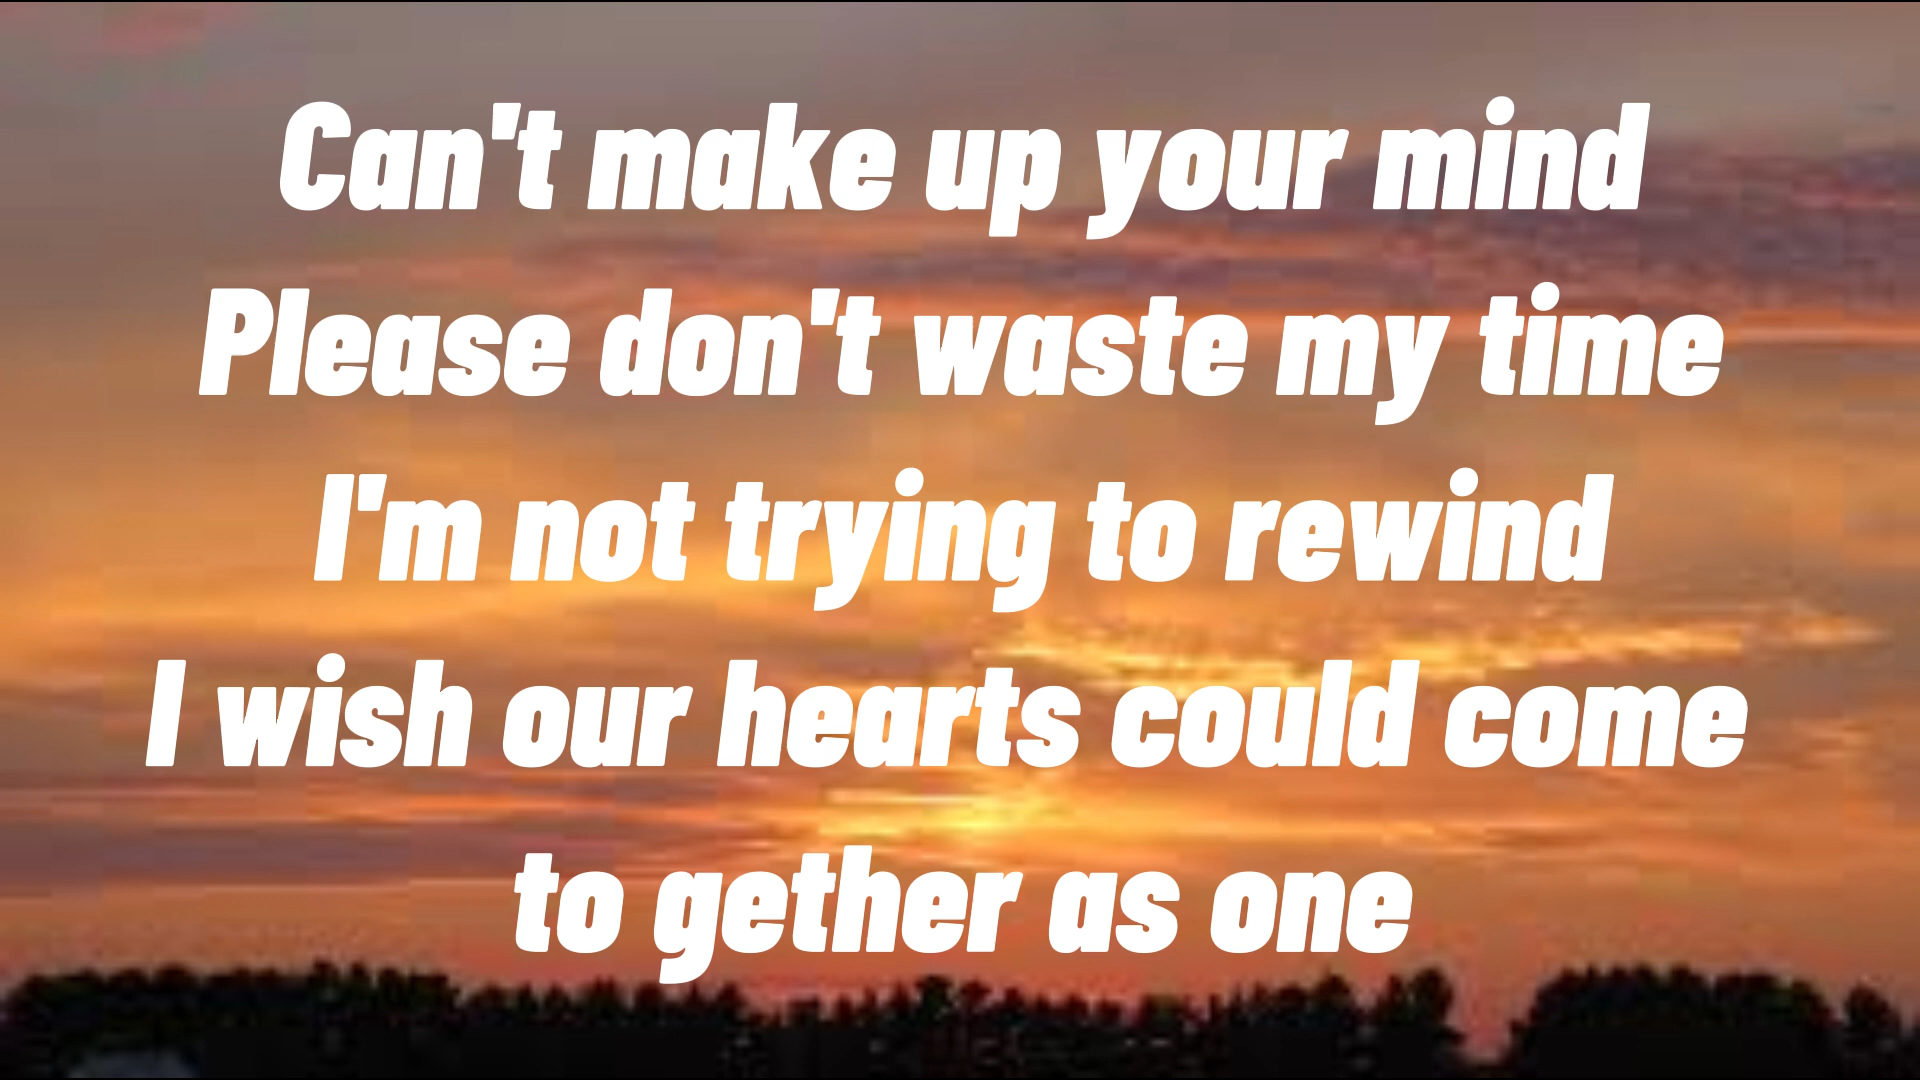 Can't make up your mind
Please don't waste my time
I'm not trying to rewind
I wish our hearts could come
to gether as one